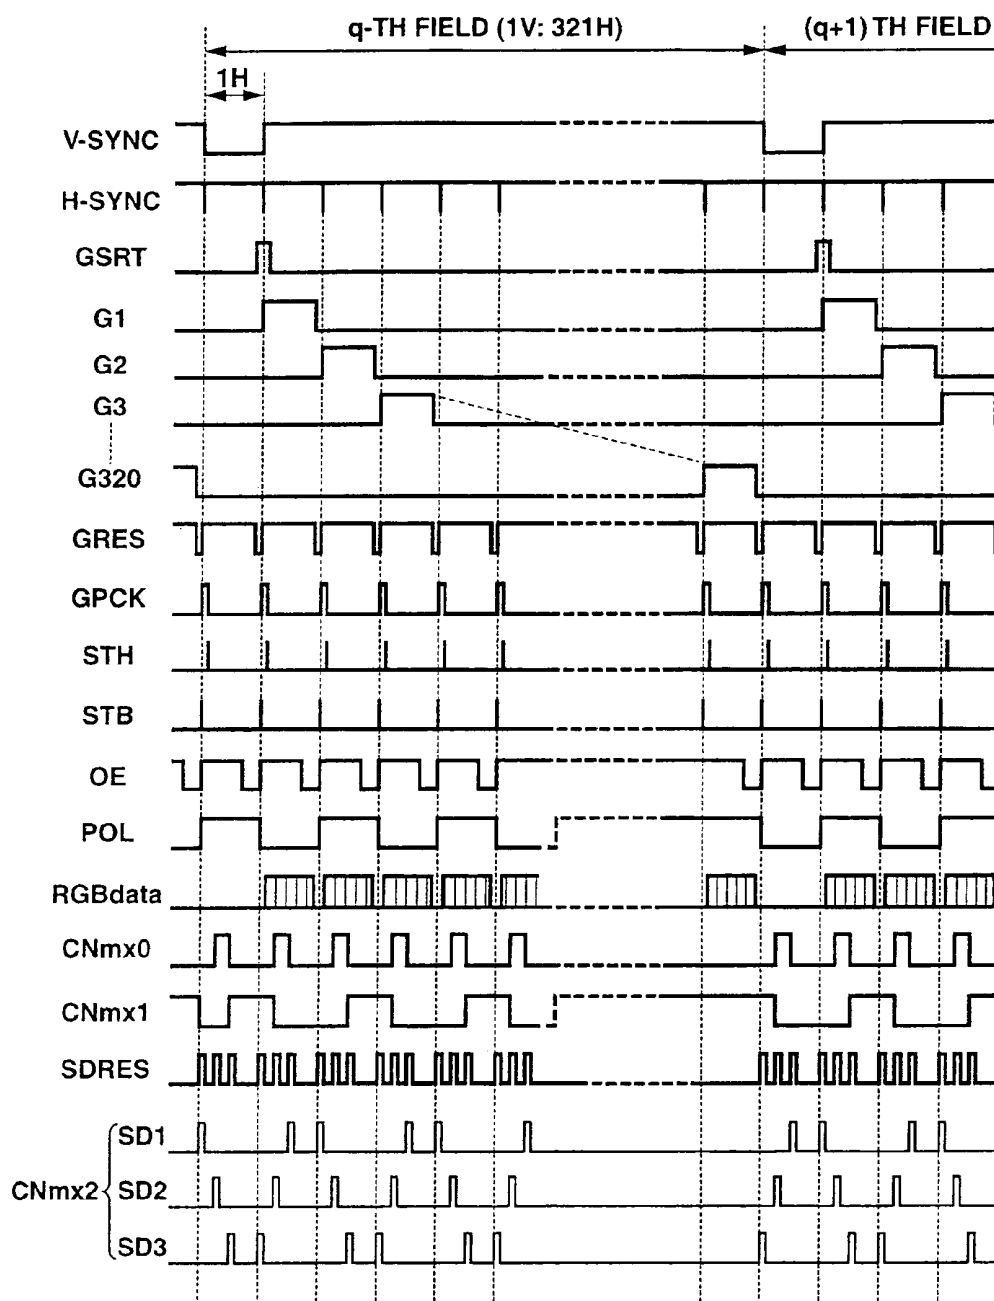 q-TH FIELD (1V: 321H)
(q+1) TH FIELD
1H
V-SYNC
H-SYNC
GSRT
G1
G2
G3
G320
GRES
GPCK
STH
STB
OE
POL
RGBdata
CNmx0
CNmx1
SDRES
SD1
CNmx2
SD2
SD3